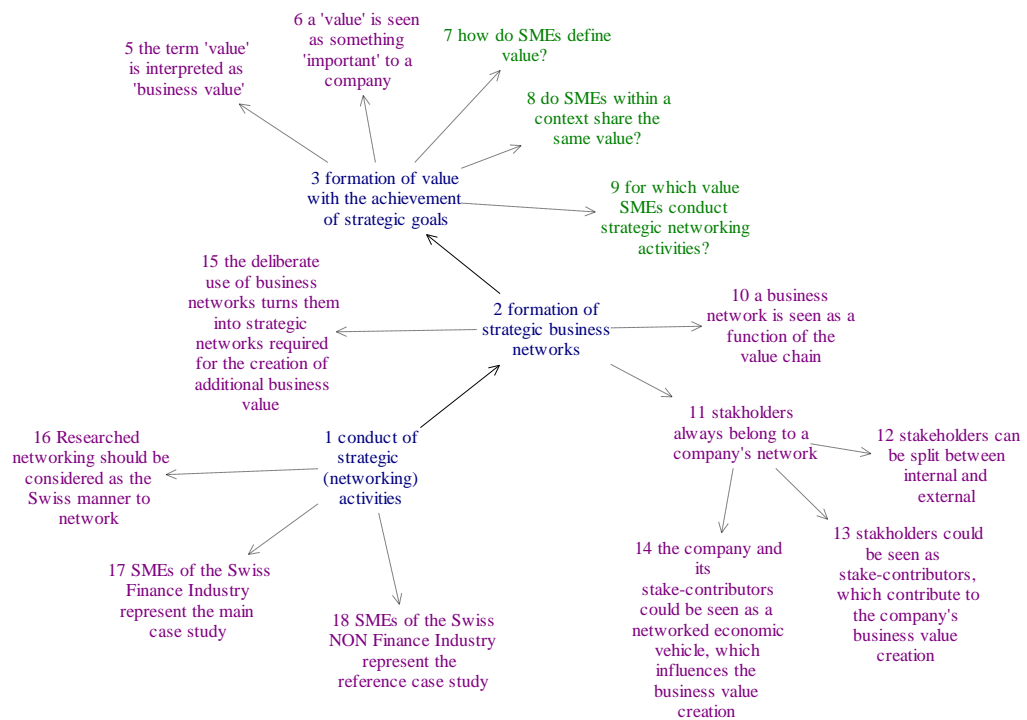 6 a 'value' is seen
as something
'important' to a
company
7 how do SMEs define
value?
5 the term 'value'
is interpreted as
'business value'
8 do SMEs within a
context share the
same value?
3 formation of value
with the achievement
of strategic goals
9 for which value
SMEs conduct
strategic networking
activities?
15 the deliberate
use of business
networks turns them
into strategic
networks required
for the creation of
additional business
value
2 formation of
strategic business
networks
10 a business
network is seen as a
function of the
value chain
11 stakholders
always belong to a
company's network
12 stakeholders can
be split between
internal and
external
16 Researched
networking should be
considered as the
Swiss manner to
network
1 conduct of
strategic
(networking)
activities
13 stakholders could
be seen as
stake-contributors,
which contribute to
the company's
business value
creation
14 the company and
its
stake-contributors
could be seen as a
networked economic
vehicle, which
influences the
business value
creation
17 SMEs of the Swiss
Finance Industry
represent the main
case study
18 SMEs of the Swiss
NON Finance Industry
represent the
reference case study